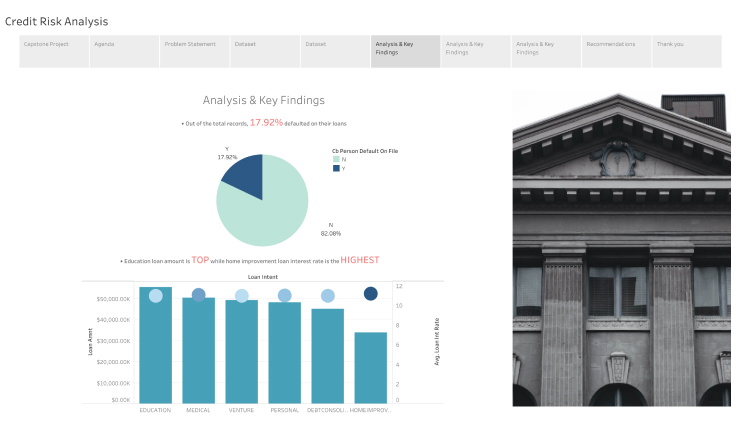 Credit Risk Analysis
Capstone Project
Agenda
Problem Statement
Dataset
Dataset
Analysis & Key
Findings
Analysis & Key
Findings
Analysis & Key
Findings
Recommendations
Thank you
Analysis & Key Findings
• Out of the total records, 17.92% defaulted on their loans
Y
17.92%
Cb Person Default On File
N
Y
N
82.08%
• Education loan amount is TOP while home improvement loan interest rate is the HIGHEST
Loan Intent
Loan Amnt
$50,000.00K
$40,000.00K
$30,000.00K
$20,000.00K
$10,000.00K
$0.00K
12
10
8
6
4
2
0
Avg. Loan Int Rate
EDUCATION
MEDICAL
VENTURE
PERSONAL
DEBTCONSOLI...
HOMEIMPROV...